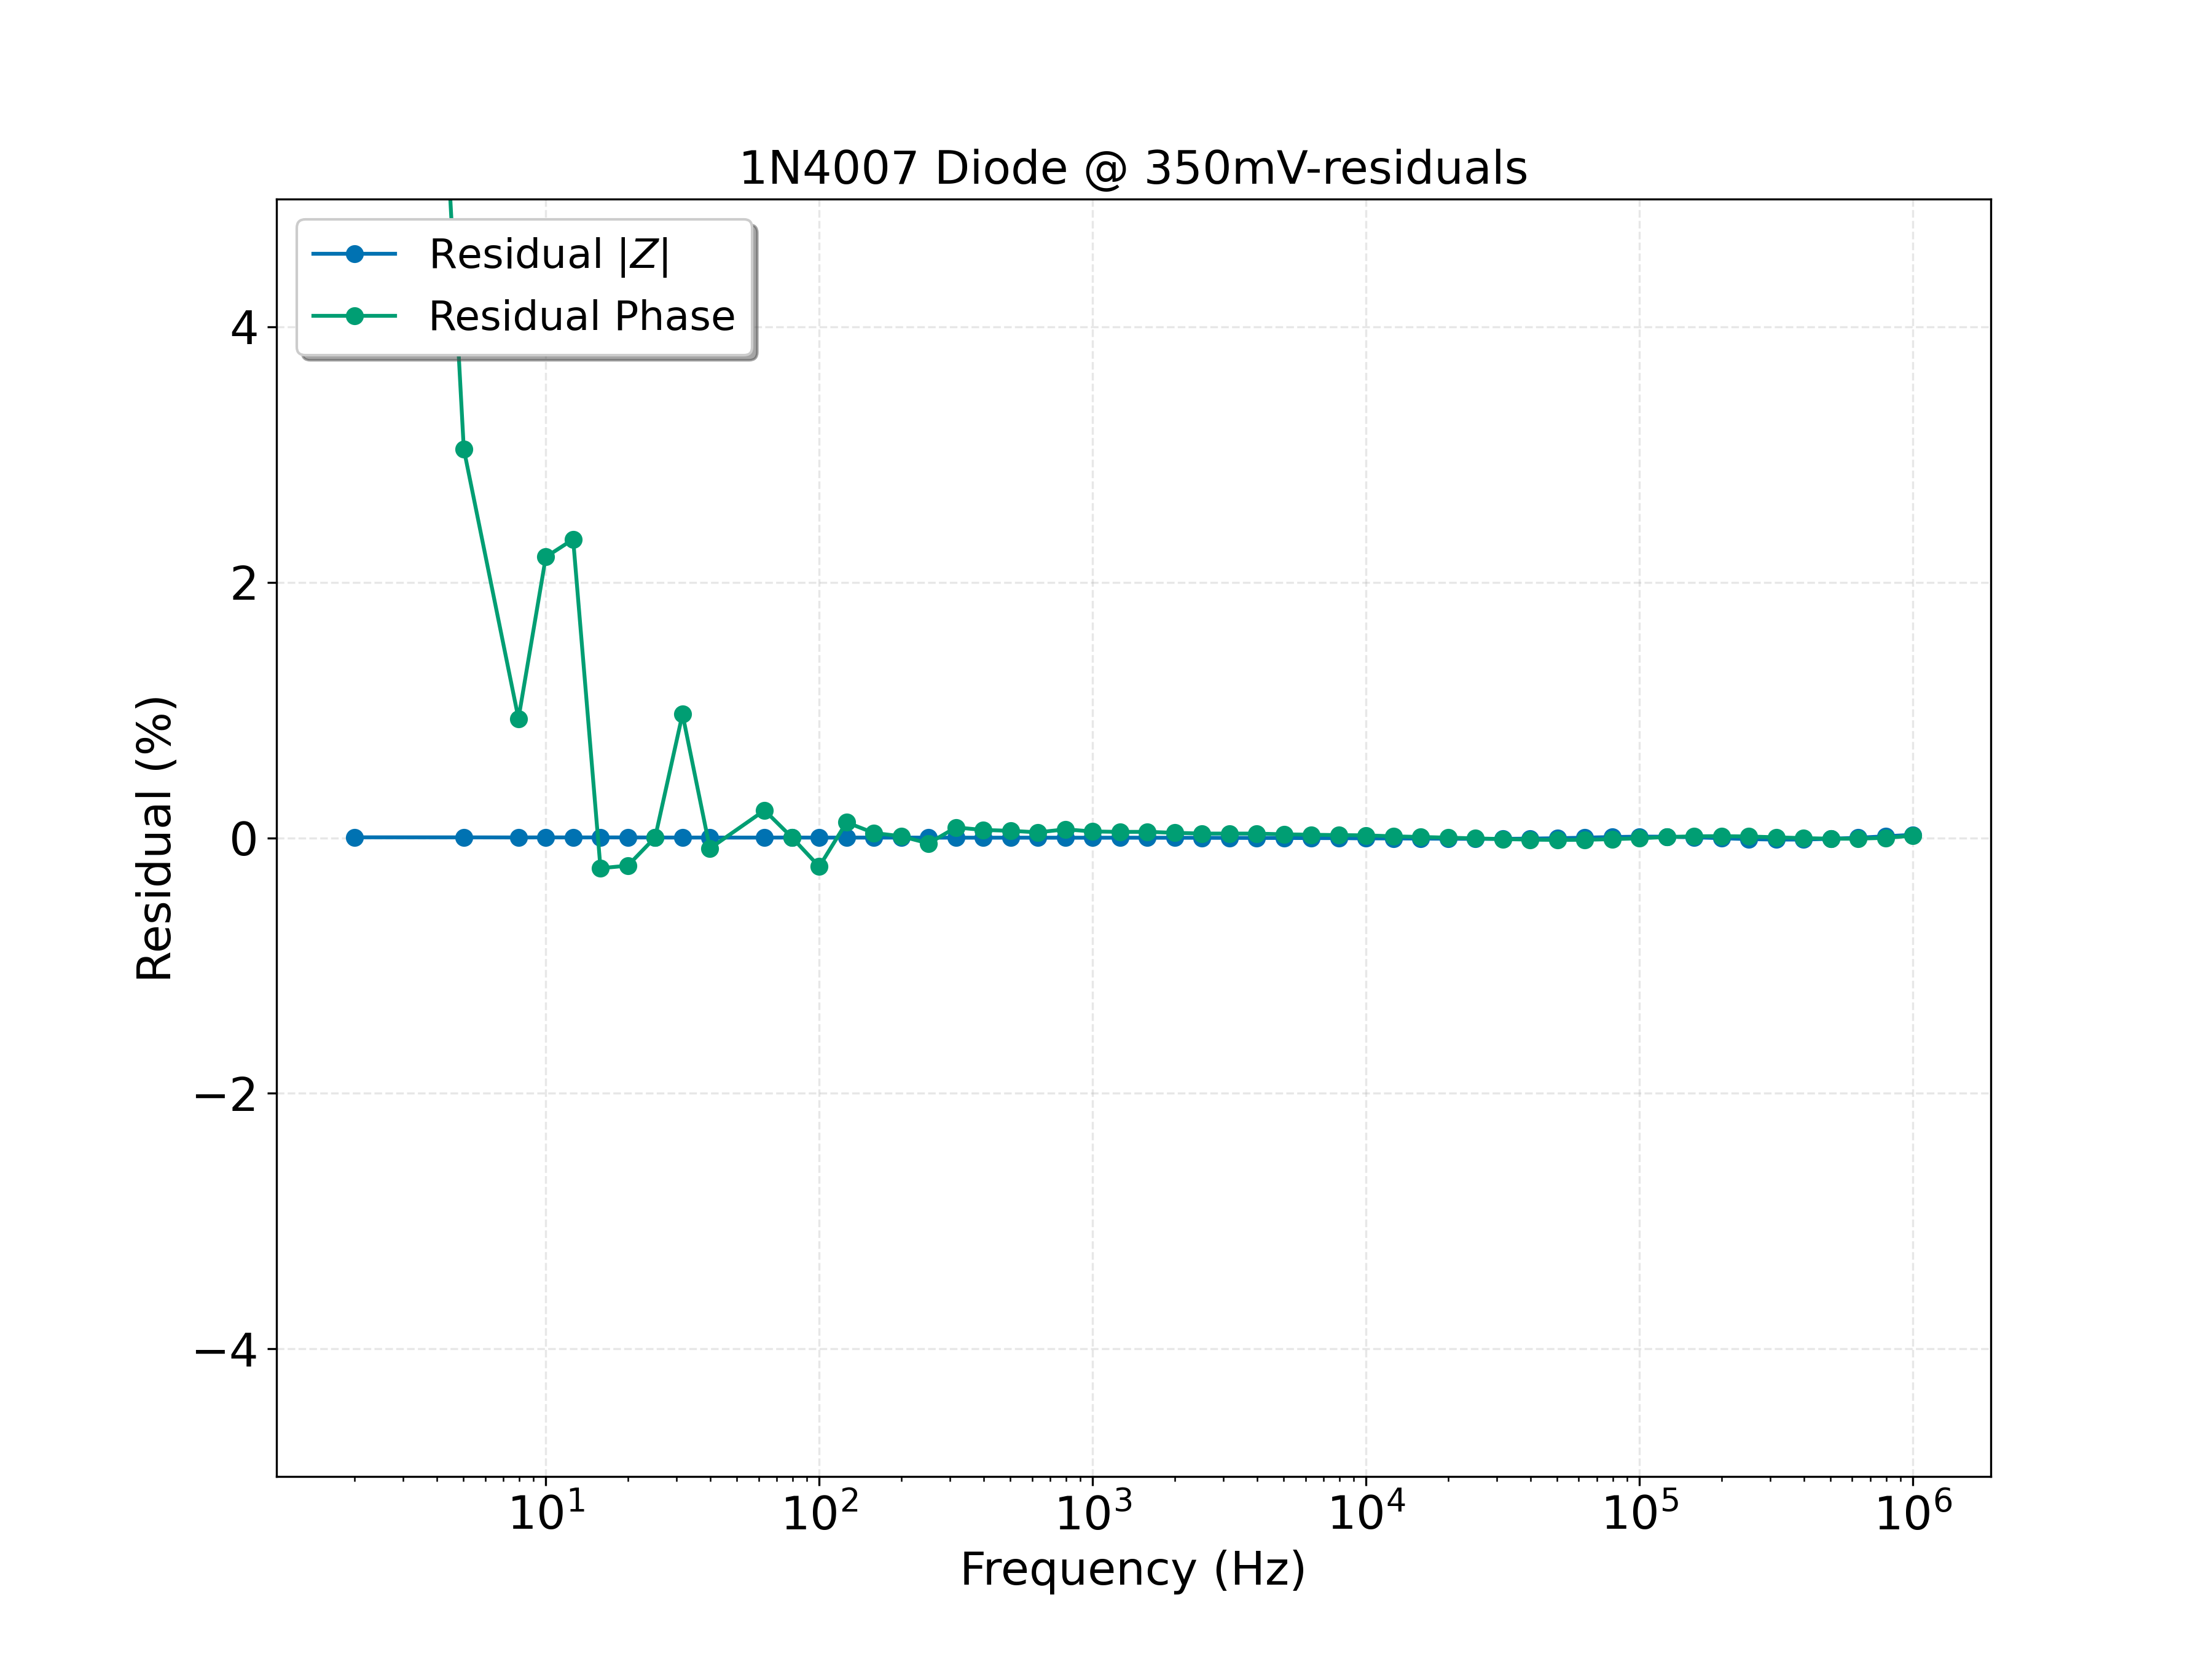 1N4007 Diode @ 350mV-residuals
Residual |Z|
Residual Phase
Residual (%)
4
2
0
−2
−4
10¹ 10² 10³ 10⁴ 10⁵ 10⁶
Frequency (Hz)